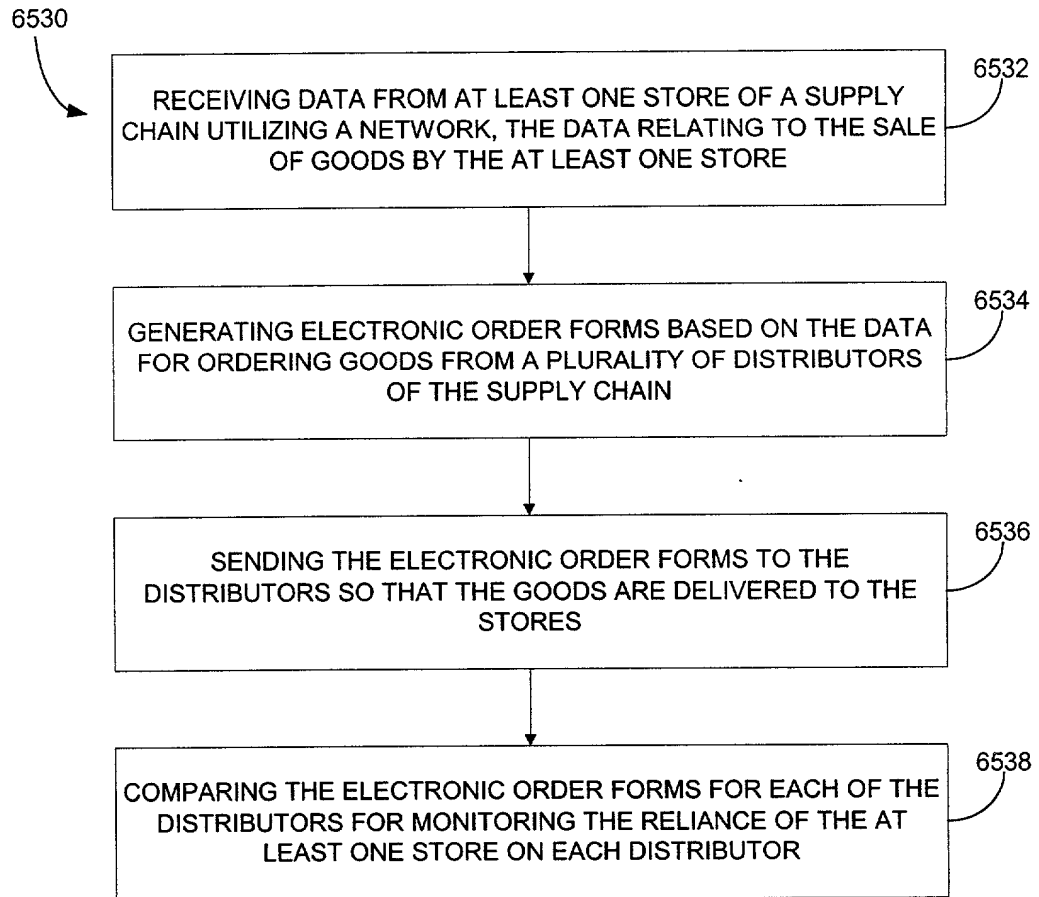 6530
6532
RECEIVING DATA FROM AT LEAST ONE STORE OF A SUPPLY
CHAIN UTILIZING A NETWORK, THE DATA RELATING TO THE SALE
OF GOODS BY THE AT LEAST ONE STORE
6534
GENERATING ELECTRONIC ORDER FORMS BASED ON THE DATA
FOR ORDERING GOODS FROM A PLURALITY OF DISTRIBUTORS
OF THE SUPPLY CHAIN
6536
SENDING THE ELECTRONIC ORDER FORMS TO THE
DISTRIBUTORS SO THAT THE GOODS ARE DELIVERED TO THE
STORES
6538
COMPARING THE ELECTRONIC ORDER FORMS FOR EACH OF THE
DISTRIBUTORS FOR MONITORING THE RELIANCE OF THE AT
LEAST ONE STORE ON EACH DISTRIBUTOR